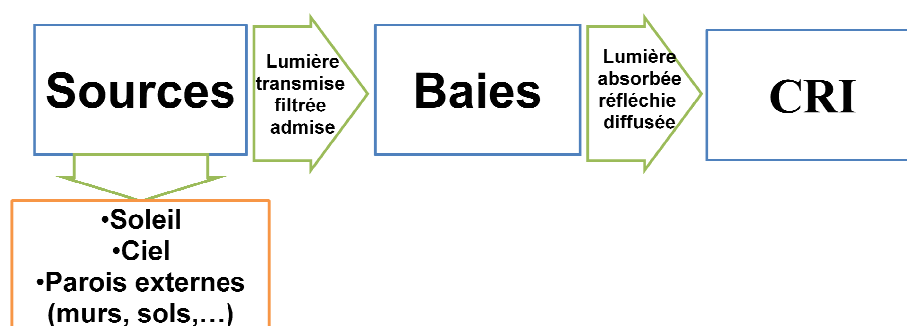 Sources
Lumière
transmise
filtrée
admise
Baies
Lumière
absorbée
réfléchie
diffusée
CRI
•Soleil
•Ciel
•Parois externes
(murs, sols,…)